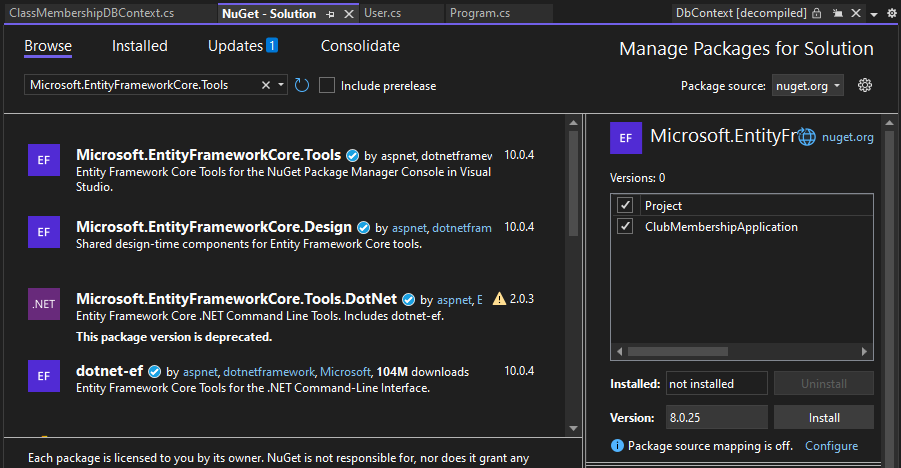 ClassMembershipDBContext.cs
NuGet - Solution
User.cs
Program.cs
DbContext [decompiled]
Browse
Installed
Updates 1
Consolidate
Manage Packages for Solution
Microsoft.EntityFrameworkCore.Tools
Include prerelease
Package source: nuget.org
EF
Microsoft.EntityFrameworkCore.Tools by aspnet, dotnetframew 10.0.4
Entity Framework Core Tools for the NuGet Package Manager Console in Visual
Studio.
EF
Microsoft.EntityFrameworkCore.Design by aspnet, dotnetfram 10.0.4
Shared design-time components for Entity Framework Core tools.
.NET
Microsoft.EntityFrameworkCore.Tools.DotNet by aspnet, E 2.0.3
Entity Framework Core .NET Command Line Tools. Includes dotnet-ef.
This package version is deprecated.
EF
dotnet-ef by aspnet, dotnetframework, Microsoft, 104M downloads 10.0.4
Entity Framework Core Tools for the .NET Command-Line Interface.
Each package is licensed to you by its owner. NuGet is not responsible for, nor does it grant any
EF
Microsoft.EntityFr nuget.org
Versions: 0
Project
ClubMembershipApplication
Installed: not installed Uninstall
Version: 8.0.25 Install
Package source mapping is off. Configure